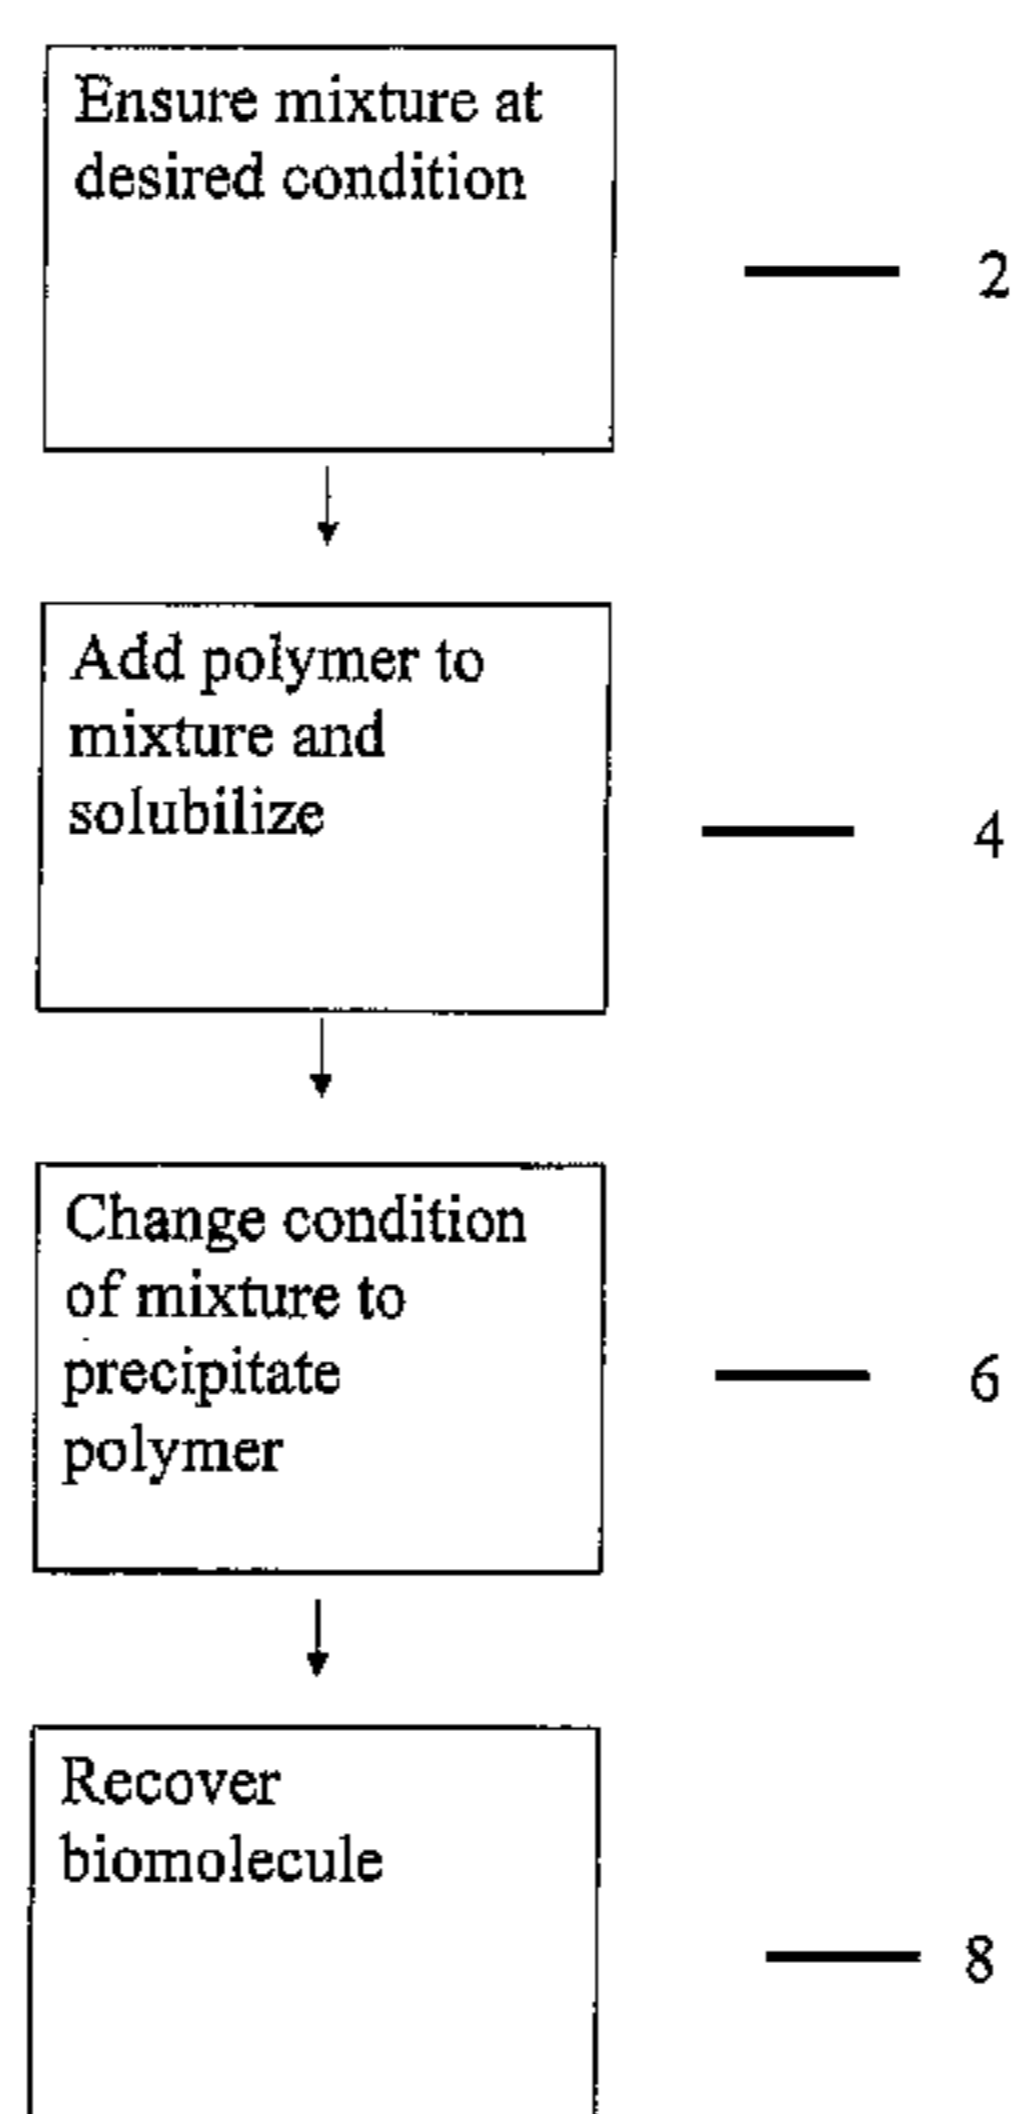 Ensure mixture at
desired condition
2
Add polymer to
mixture and
solubilize
4
Change condition
of mixture to
precipitate
polymer
6
Recover
biomolecule
8